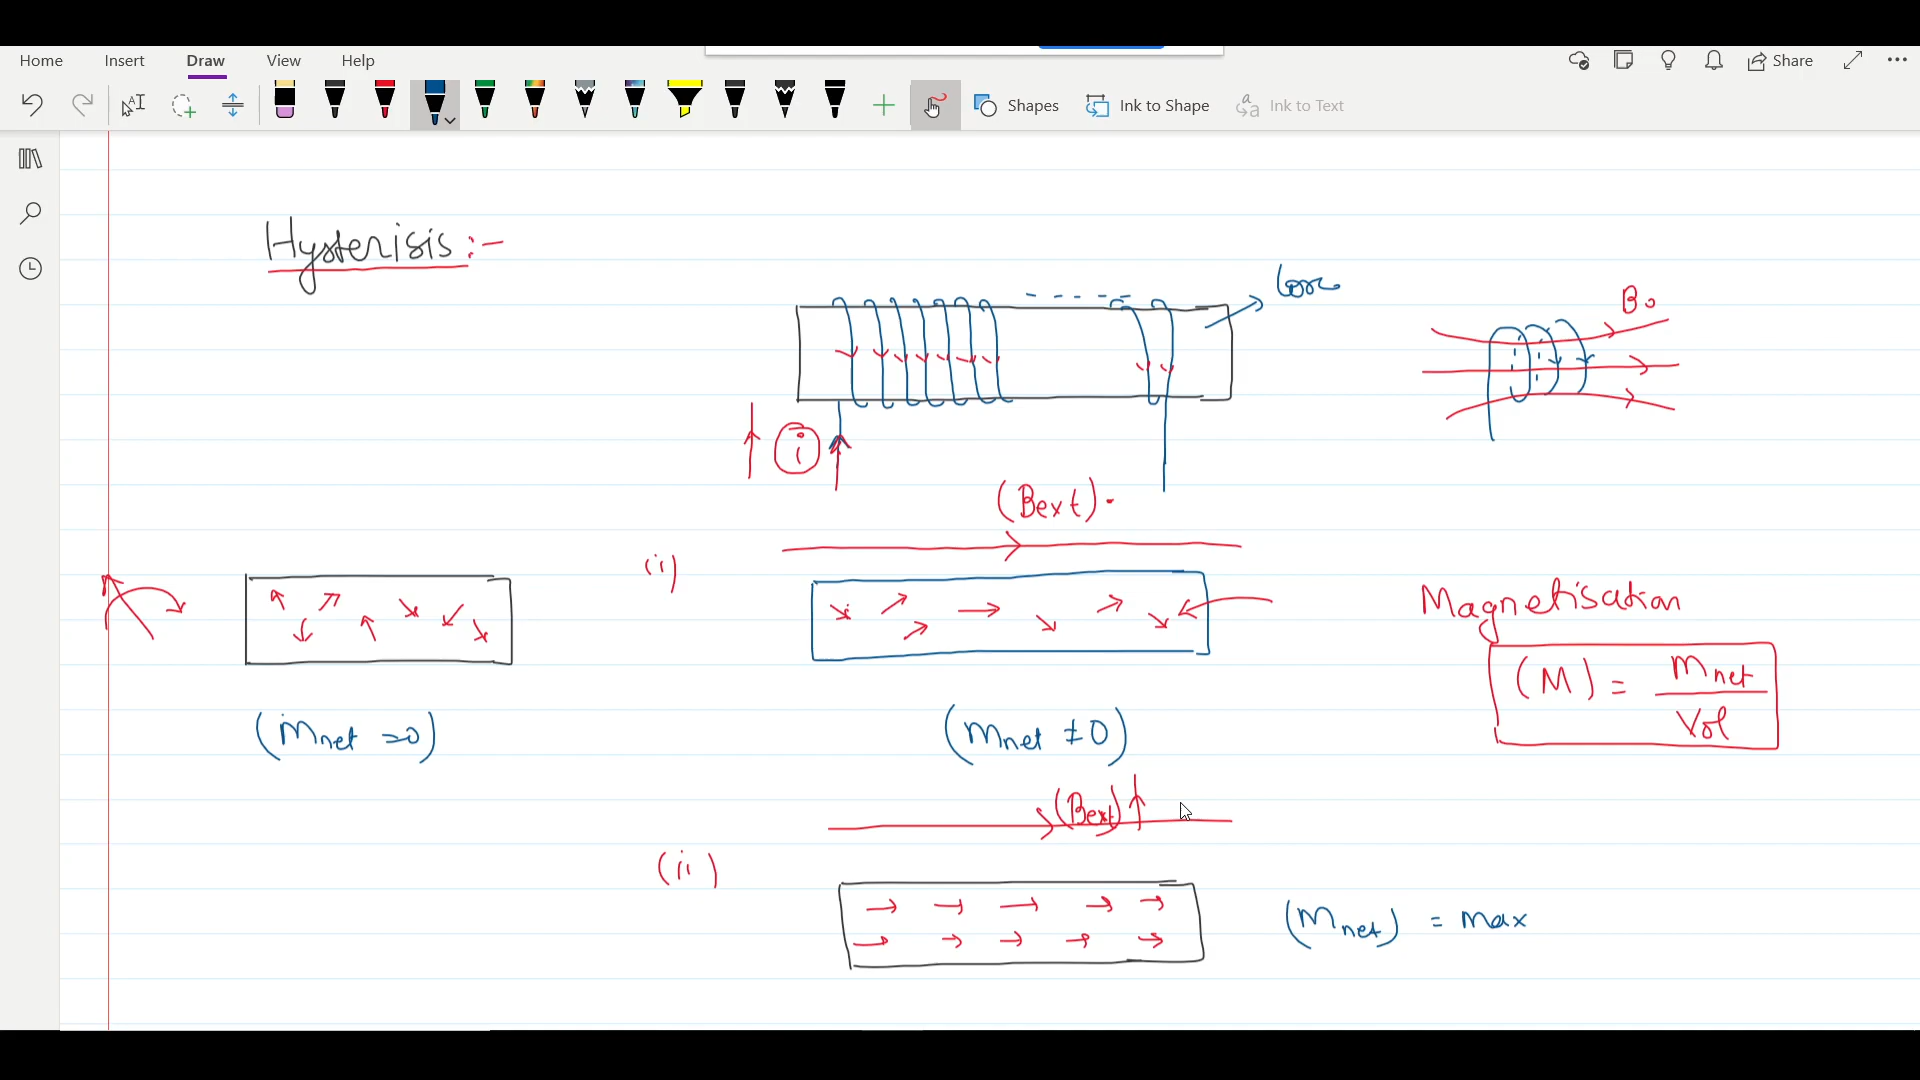 Home Insert Draw View Help Share
Shapes Ink to Shape Ink to Text
Hysterisis :-
Core
B₀
i
(Bext).
(i)
Magnetisation
(M) = mnet / Vol
(Mnet = 0)
(Mnet ≠ 0)
(Bext) ↑
(ii)
(Mnet) = max